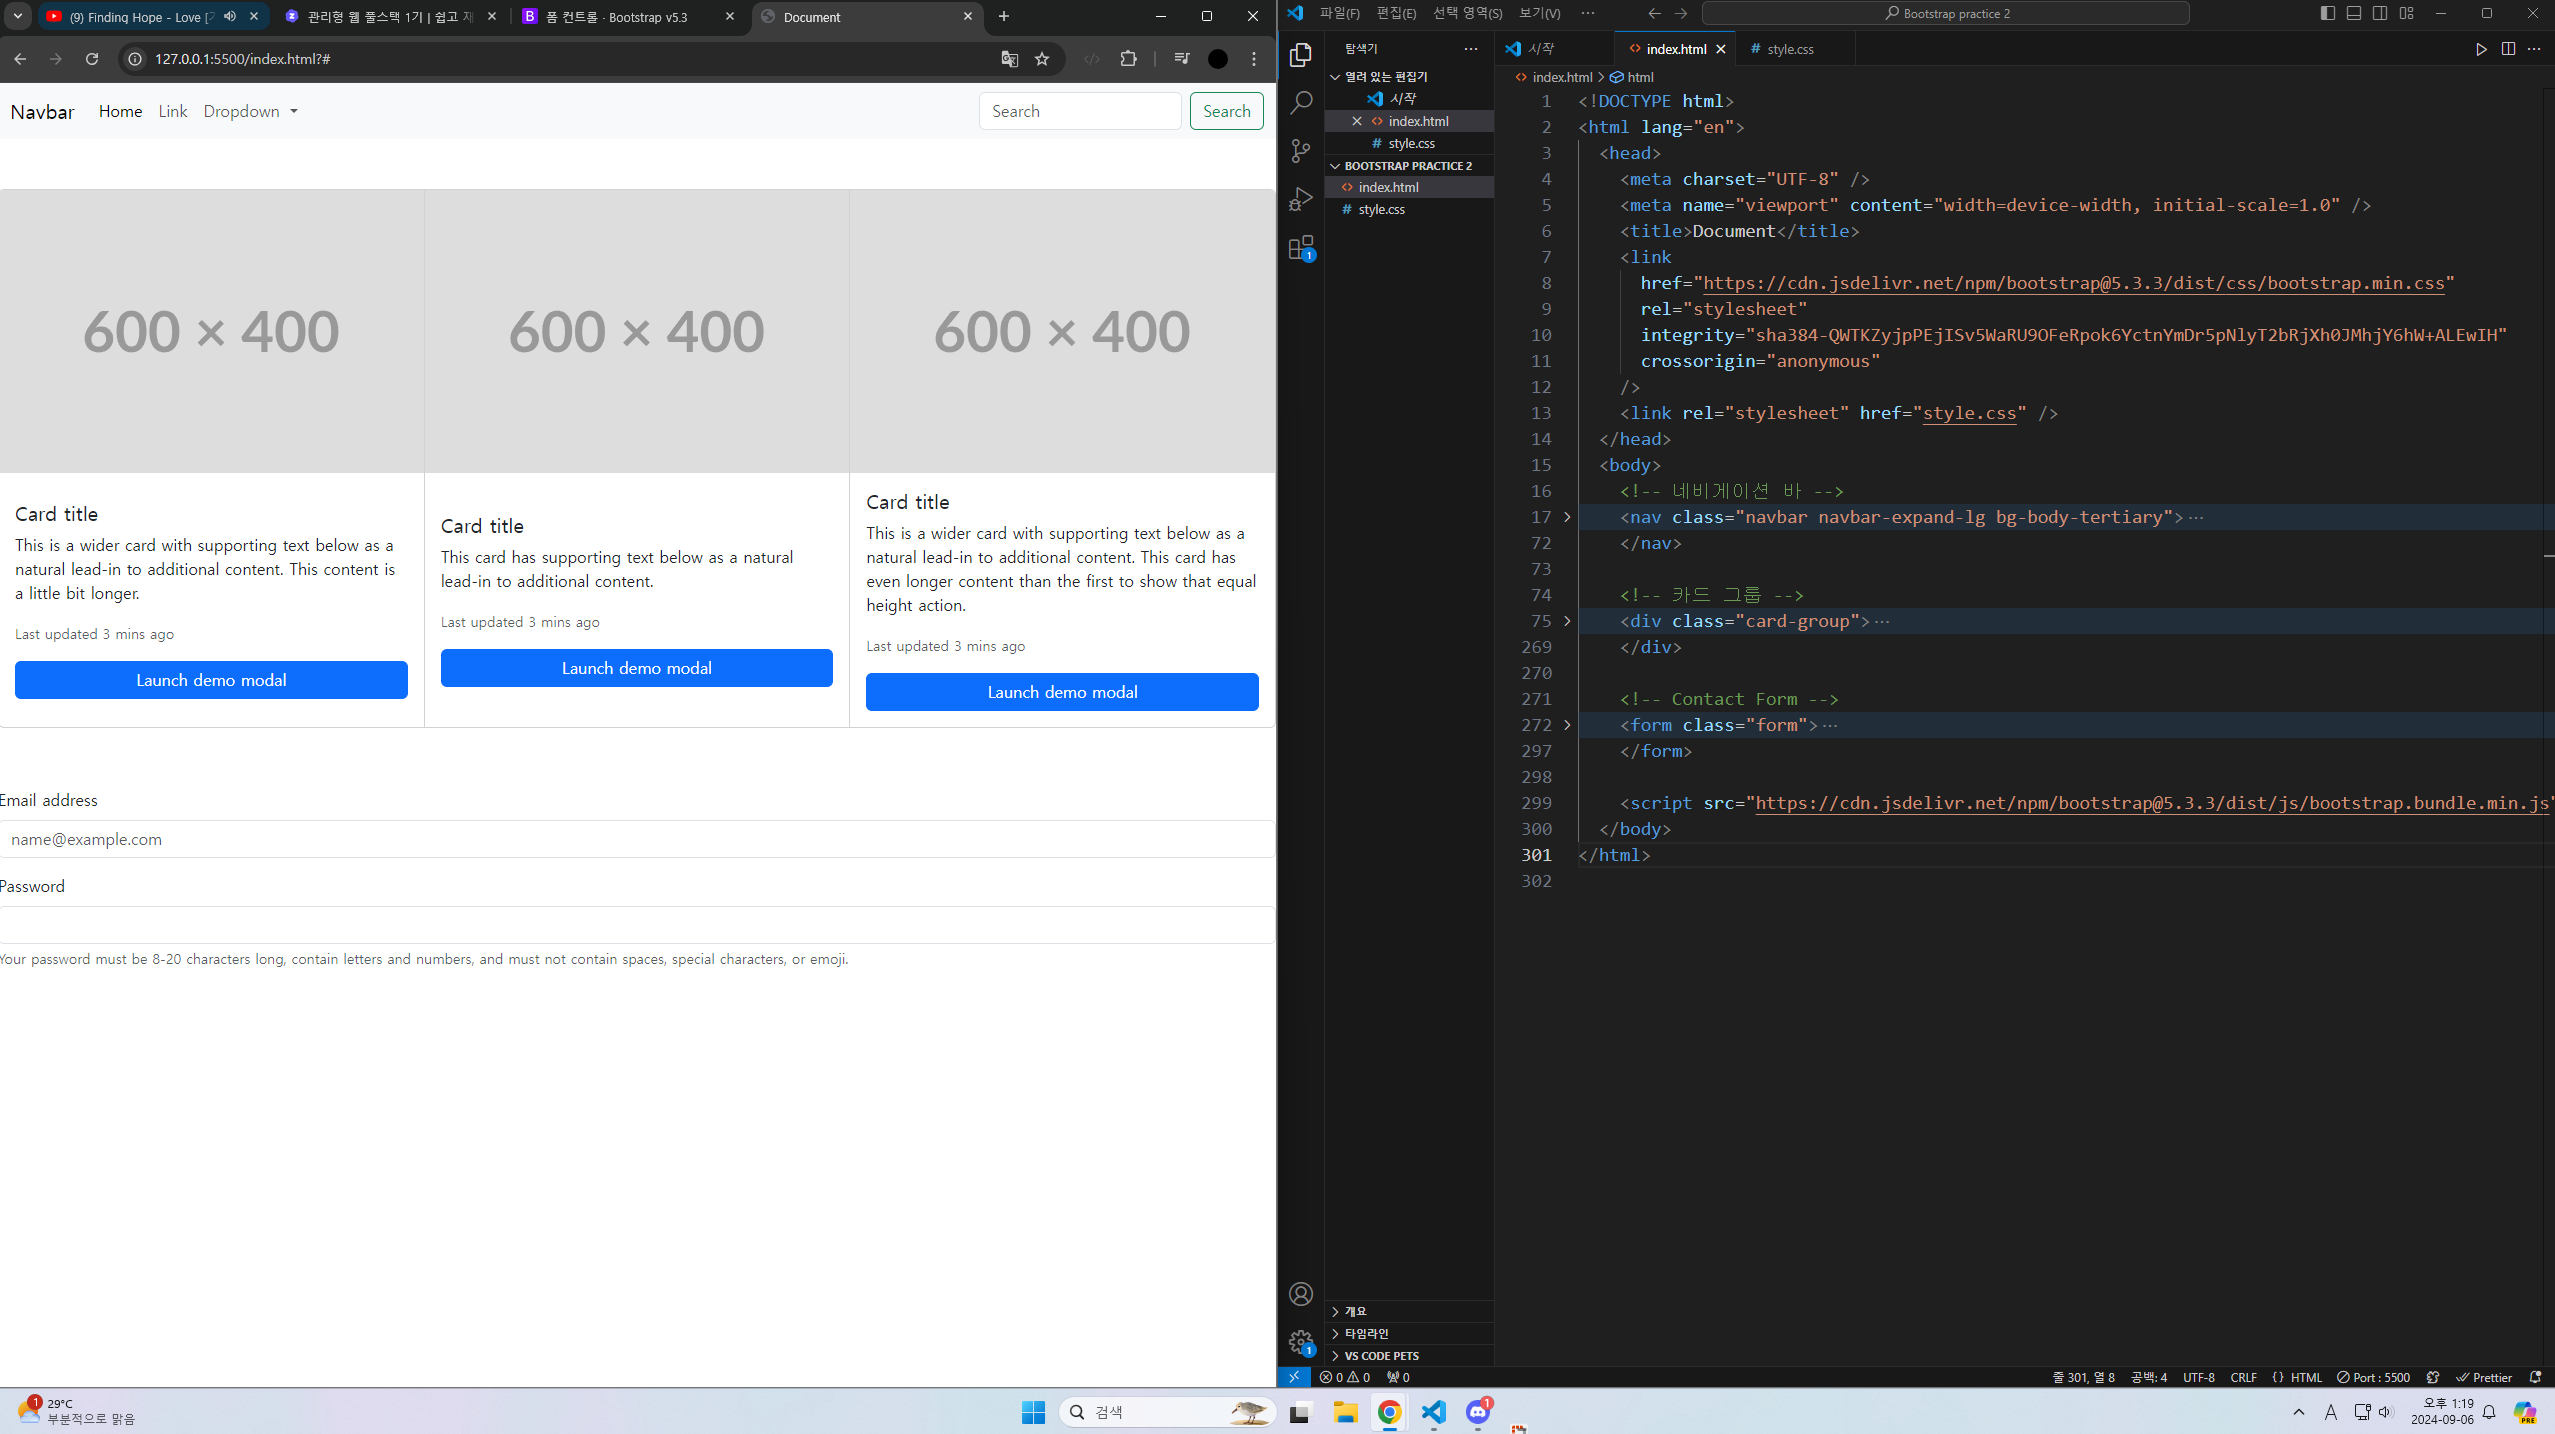 (9) Finding Hope - Love [
관리형 웹 풀스택 1기 | 쉽고 재
폼 컨트롤 · Bootstrap v5.3
Document
127.0.0.1:5500/index.html?#
Navbar
Home
Link
Dropdown
Search
Search
600 × 400
600 × 400
600 × 400
Card title
This is a wider card with supporting text below as a
natural lead-in to additional content. This content is
a little bit longer.
Last updated 3 mins ago
Launch demo modal
Card title
This card has supporting text below as a natural
lead-in to additional content.
Last updated 3 mins ago
Launch demo modal
Card title
This is a wider card with supporting text below as a
natural lead-in to additional content. This card has
even longer content than the first to show that equal
height action.
Last updated 3 mins ago
Launch demo modal
Email address
name@example.com
Password
Your password must be 8-20 characters long, contain letters and numbers, and must not contain spaces, special characters, or emoji.
파일(F) 편집(E) 선택 영역(S) 보기(V) ···
Bootstrap practice 2
탐색기
열려 있는 편집기
시작
index.html
style.css
BOOTSTRAP PRACTICE 2
index.html
style.css
개요
타임라인
VS CODE PETS
시작
index.html
style.css
index.html > html
1 <!DOCTYPE html>
2 <html lang="en">
3 <head>
4 <meta charset="UTF-8" />
5 <meta name="viewport" content="width=device-width, initial-scale=1.0" />
6 <title>Document</title>
7 <link
8 href="https://cdn.jsdelivr.net/npm/bootstrap@5.3.3/dist/css/bootstrap.min.css"
9 rel="stylesheet"
10 integrity="sha384-QWTKZyjpPEjISv5WaRU9OFeRpok6YctnYmDr5pNlyT2bRjXh0JMhjY6hW+ALEwIH"
11 crossorigin="anonymous"
12 />
13 <link rel="stylesheet" href="style.css" />
14 </head>
15 <body>
16 <!-- 네비게이션 바 -->
17 <nav class="navbar navbar-expand-lg bg-body-tertiary">···
72 </nav>
73
74 <!-- 카드 그룹 -->
75 <div class="card-group">···
269 </div>
270
271 <!-- Contact Form -->
272 <form class="form">···
297 </form>
298
299 <script src="https://cdn.jsdelivr.net/npm/bootstrap@5.3.3/dist/js/bootstrap.bundle.min.js"
300 </body>
301 </html>
302
0 0 0
줄 301, 열 8 공백: 4 UTF-8 CRLF {} HTML Port : 5500 Prettier
29°C
부분적으로 맑음
1
검색
1
A
오후 1:19
2024-09-06
PRE